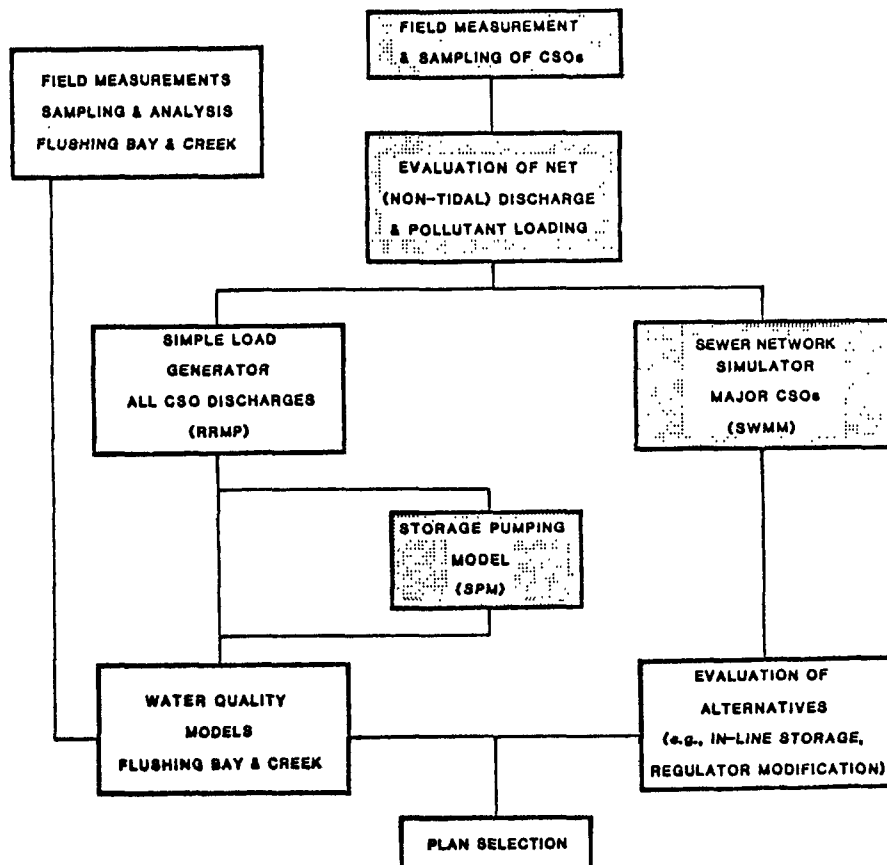 FIELD MEASUREMENT
& SAMPLING OF CSOs
FIELD MEASUREMENTS
SAMPLING & ANALYSIS
FLUSHING BAY & CREEK
EVALUATION OF NET
(NON-TIDAL) DISCHARGE
& POLLUTANT LOADING
SIMPLE LOAD
GENERATOR
ALL CSO DISCHARGES
(RRMP)
SEWER NETWORK
SIMULATOR
MAJOR CSOs
(SWMM)
STORAGE PUMPING
MODEL
(SPM)
WATER QUALITY
MODELS
FLUSHING BAY & CREEK
EVALUATION OF
ALTERNATIVES
(e.g., IN-LINE STORAGE,
REGULATOR MODIFICATION)
PLAN SELECTION